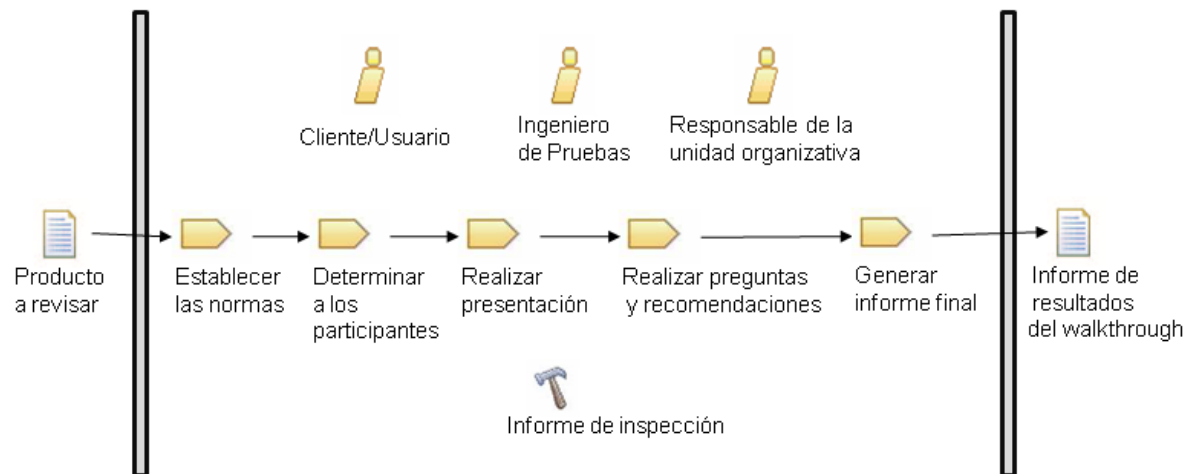 Cliente/Usuario
Ingeniero
de Pruebas
Responsable de la
unidad organizativa
Producto
a revisar
Establecer
las normas
Determinar
a los
participantes
Realizar
presentación
Realizar preguntas
y recomendaciones
Generar
informe final
Informe de
resultados
del walkthrough
Informe de inspección